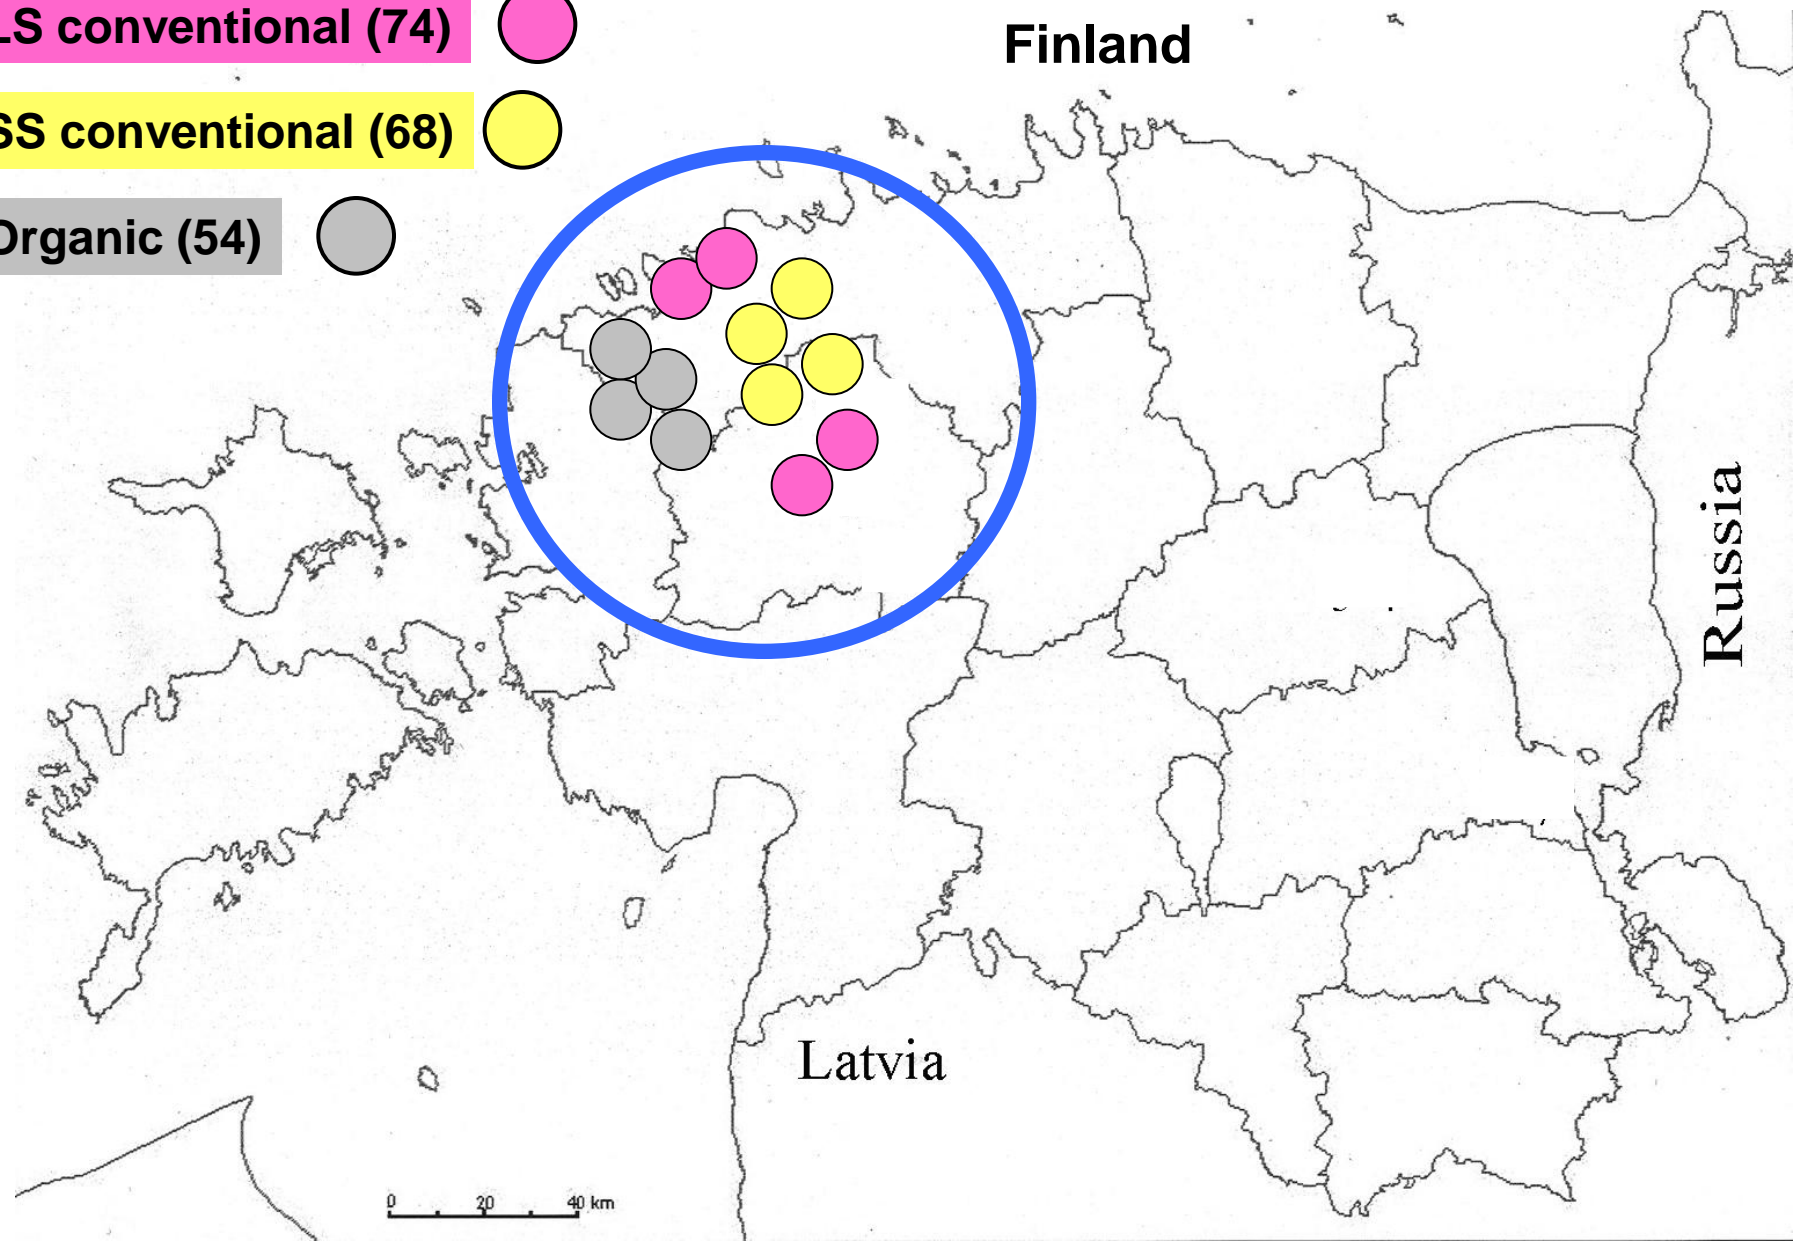 LS conventional (74)
Finland
SS conventional (68)
Organic (54)
Russia
Latvia
0 20 40 km